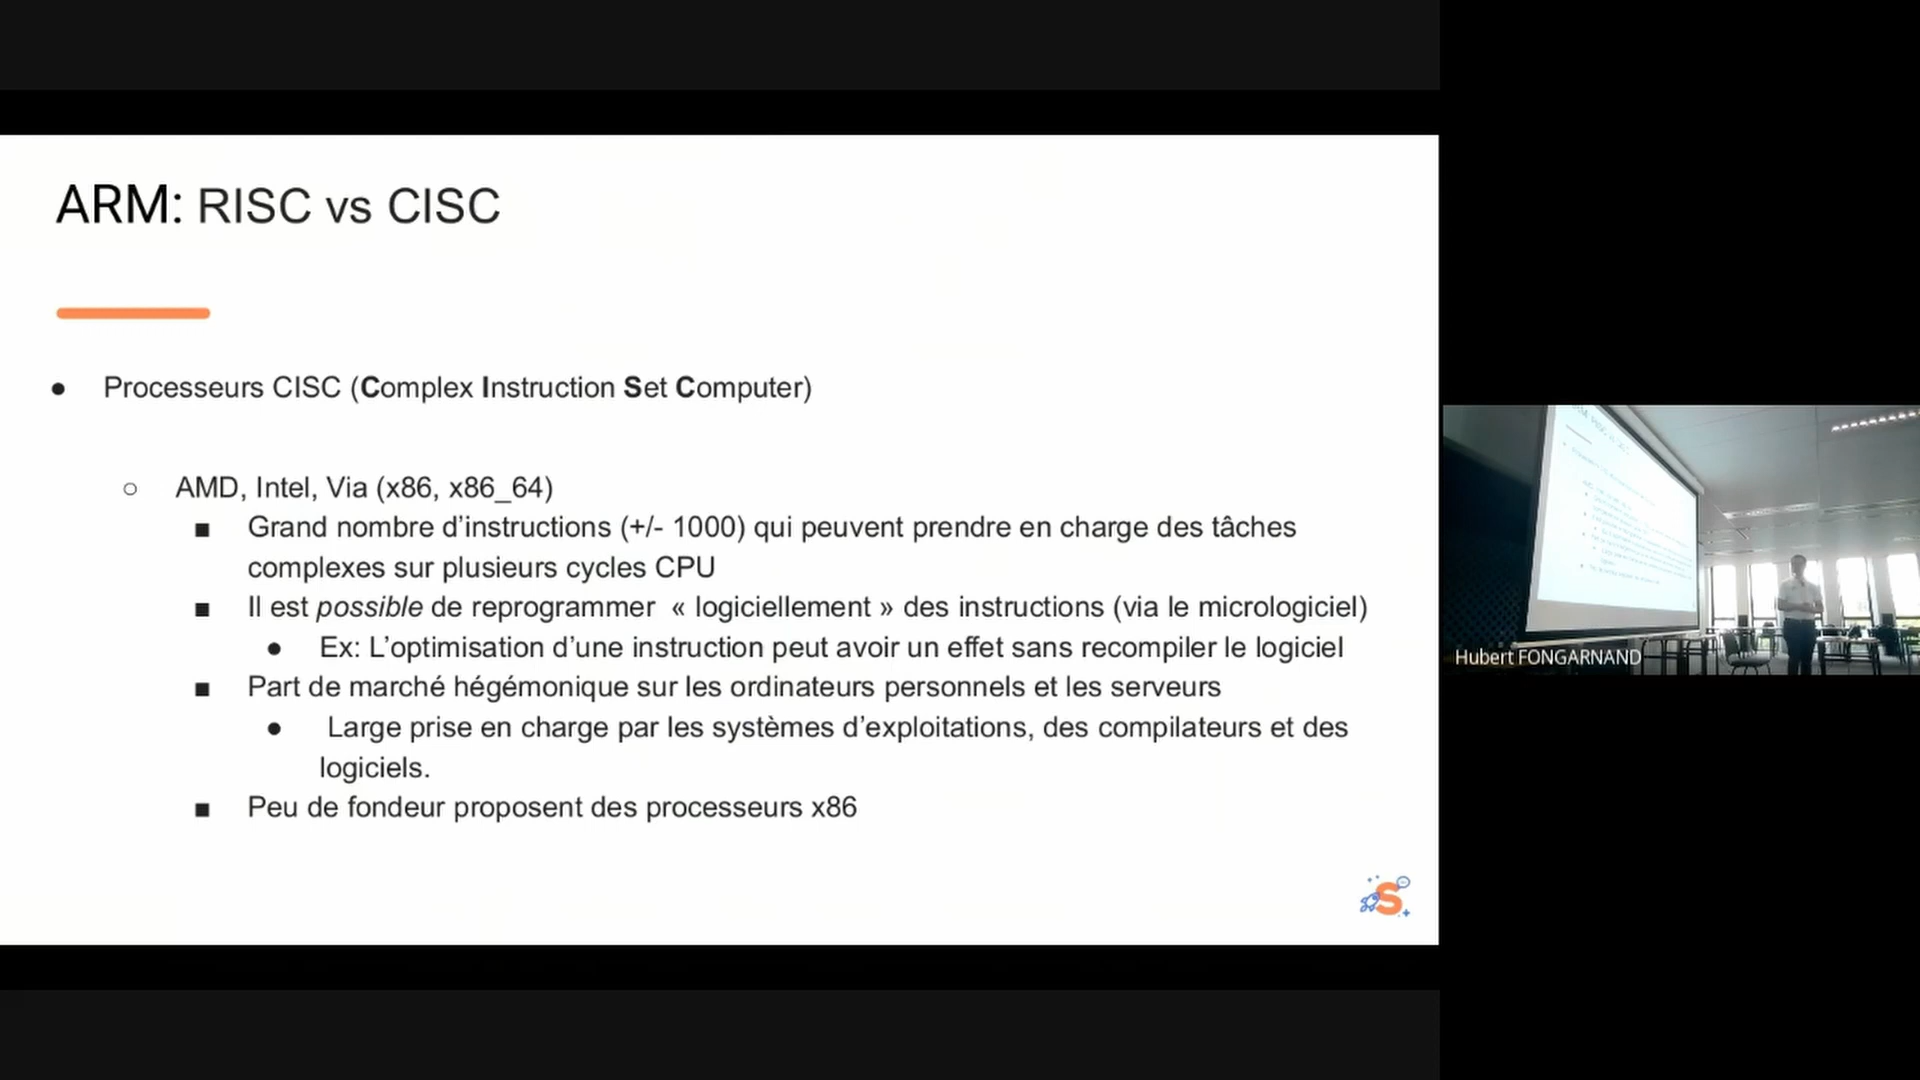 ARM: RISC vs CISC
● Processeurs CISC (Complex Instruction Set Computer)
○ AMD, Intel, Via (x86, x86_64)
■ Grand nombre d’instructions (+/- 1000) qui peuvent prendre en charge des tâches
complexes sur plusieurs cycles CPU
■ Il est possible de reprogrammer « logiciellement » des instructions (via le micrologiciel)
● Ex: L’optimisation d’une instruction peut avoir un effet sans recompiler le logiciel
■ Part de marché hégémonique sur les ordinateurs personnels et les serveurs
● Large prise en charge par les systèmes d’exploitations, des compilateurs et des
logiciels.
■ Peu de fondeur proposent des processeurs x86
S
Hubert FONGARNAND